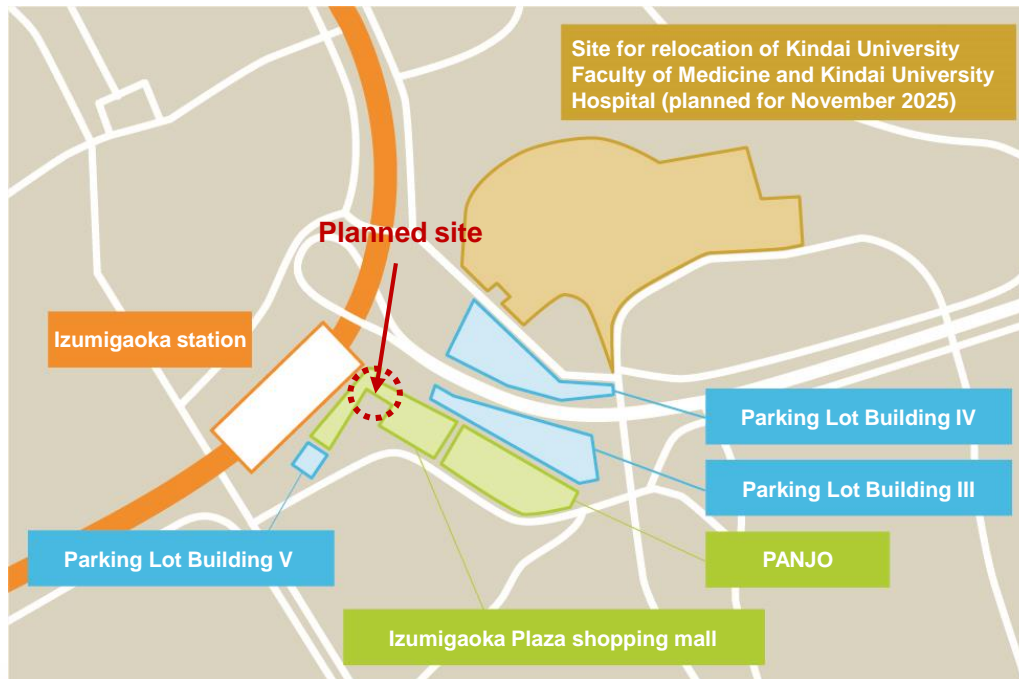 Site for relocation of Kindai University
Faculty of Medicine and Kindai University
Hospital (planned for November 2025)
Planned site
Izumigaoka station
Parking Lot Building IV
Parking Lot Building III
Parking Lot Building V
PANJO
Izumigaoka Plaza shopping mall